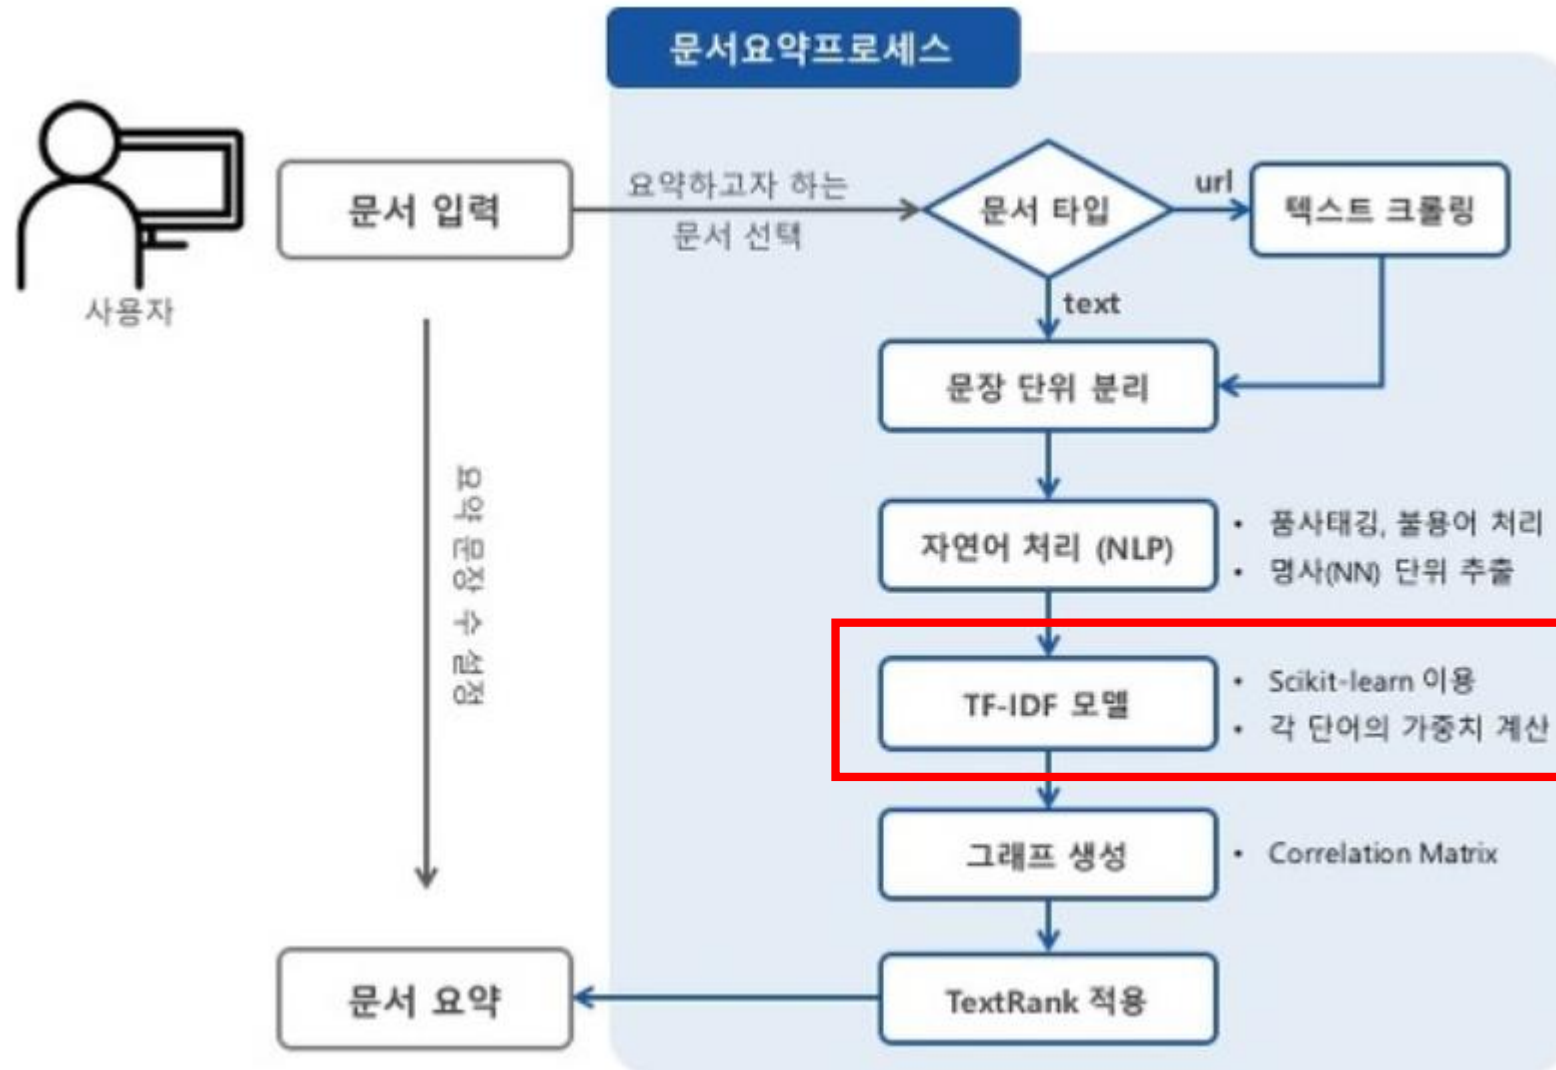 문서요약프로세스
사용자
문서 입력
요약하고자 하는
문서 선택
문서 타입
url
텍스트 크롤링
text
문장 단위 분리
자연어 처리 (NLP)
• 품사태깅, 불용어 처리
• 명사(NN) 단위 추출
TF-IDF 모델
• Scikit-learn 이용
• 각 단어의 가중치 계산
그래프 생성
• Correlation Matrix
TextRank 적용
요약 문장 수 설정
문서 요약